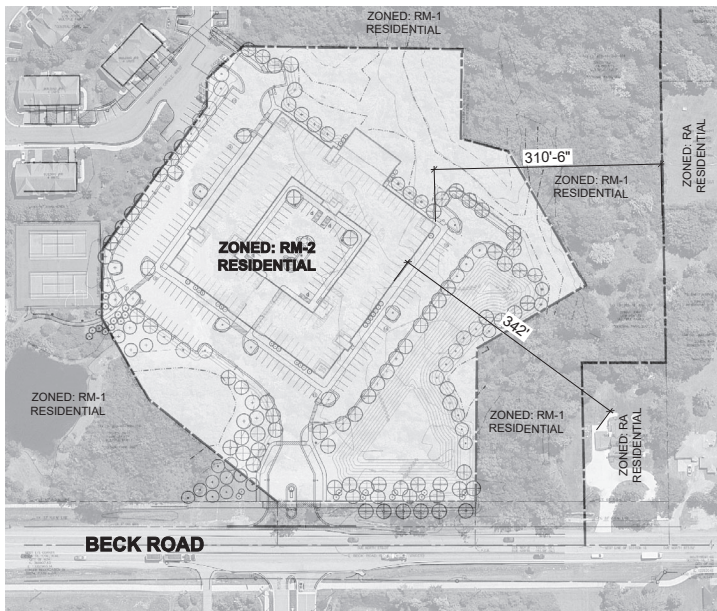 ZONED: RM-1
RESIDENTIAL
310'-6"
ZONED: RM-1
RESIDENTIAL
ZONED: RA
RESIDENTIAL
ZONED: RM-2
RESIDENTIAL
342'
ZONED: RM-1
RESIDENTIAL
ZONED: RM-1
RESIDENTIAL
ZONED: RA
RESIDENTIAL
BECK ROAD